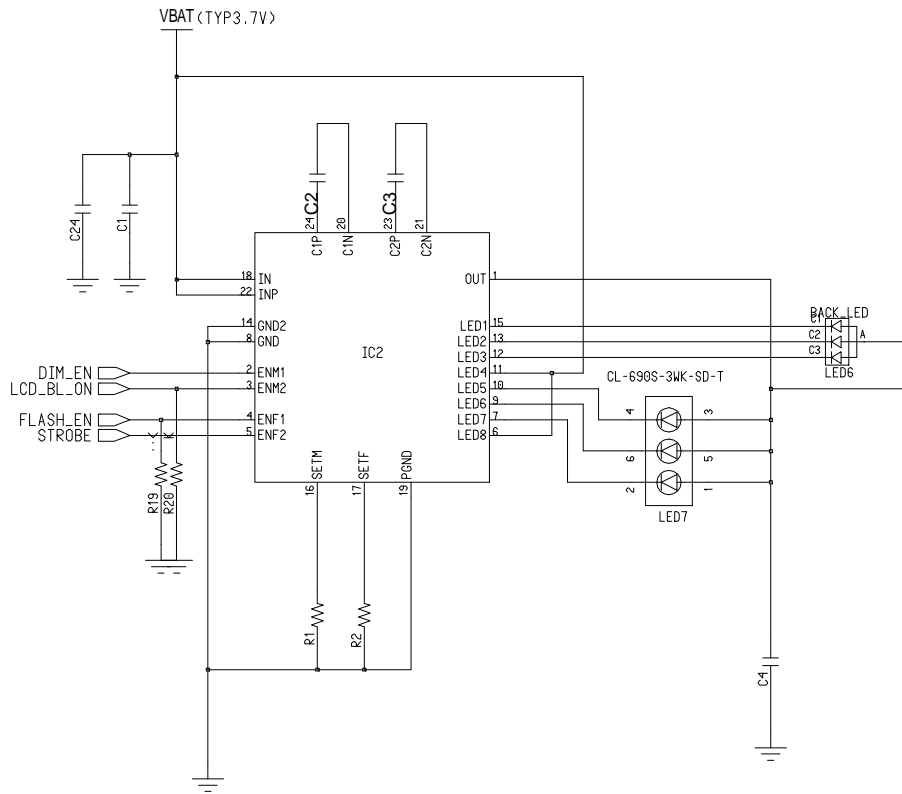 VBAT(TYP3.7V)
C24
C1
C2
C3
24
20
23
21
C1P
C1N
C2P
C2N
18 IN
22 INP
14 GND2
8 GND
DIM_EN 2 ENM1
LCD_BL_ON 3 ENM2
FLASH_EN 4 ENF1
STROBE 5 ENF2
IC2
OUT 1
LED1 15
LED2 13
LED3 12
LED4 11
LED5 10
LED6 9
LED7 7
LED8 6
BACK_LED
C1
C2
C3
A
LED6
CL-690S-3WK-SD-T
4 3
6 5
2 1
LED7
SETM
SETF
PGND
16
17
19
R19
R20
R1
R2
C4